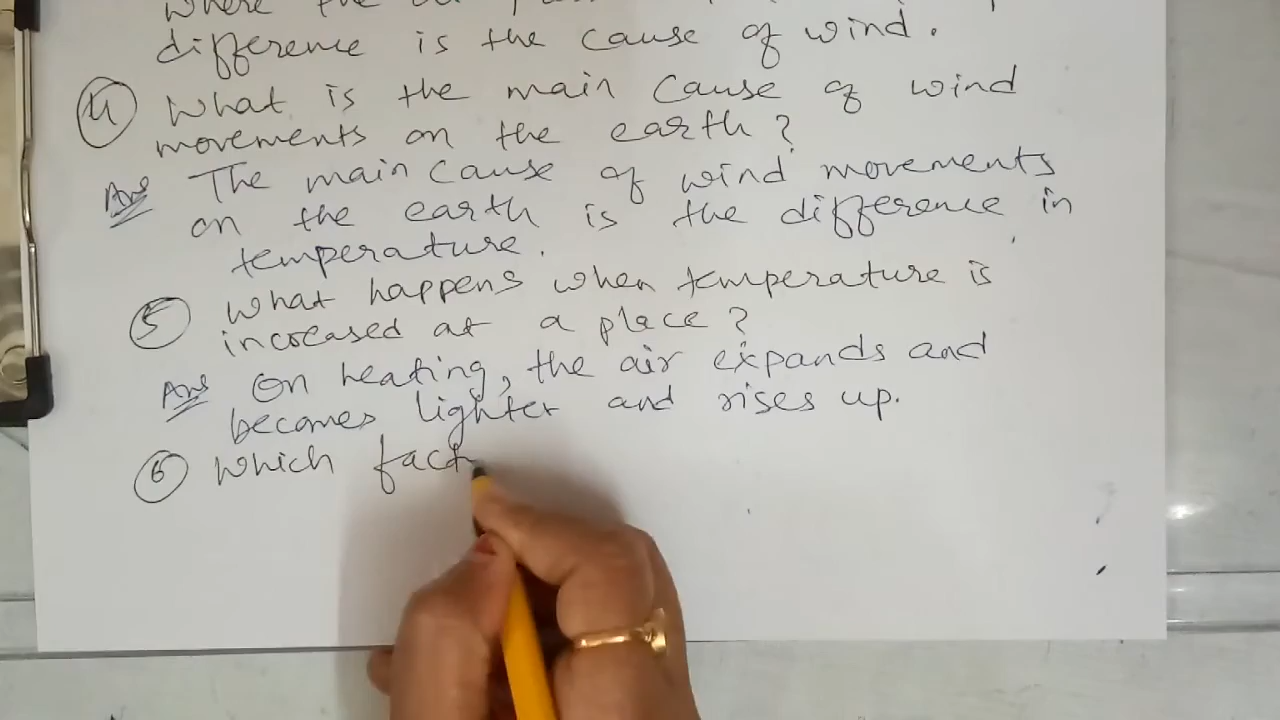 where the air
difference is the cause of wind.
4 What is the main cause of wind
movements on the earth?
Ans The main cause of wind movements
on the earth is the difference in
temperature.
5 What happens when temperature is
increased at a place?
Ans On heating, the air expands and
becomes lighter and rises up.
6 Which fact